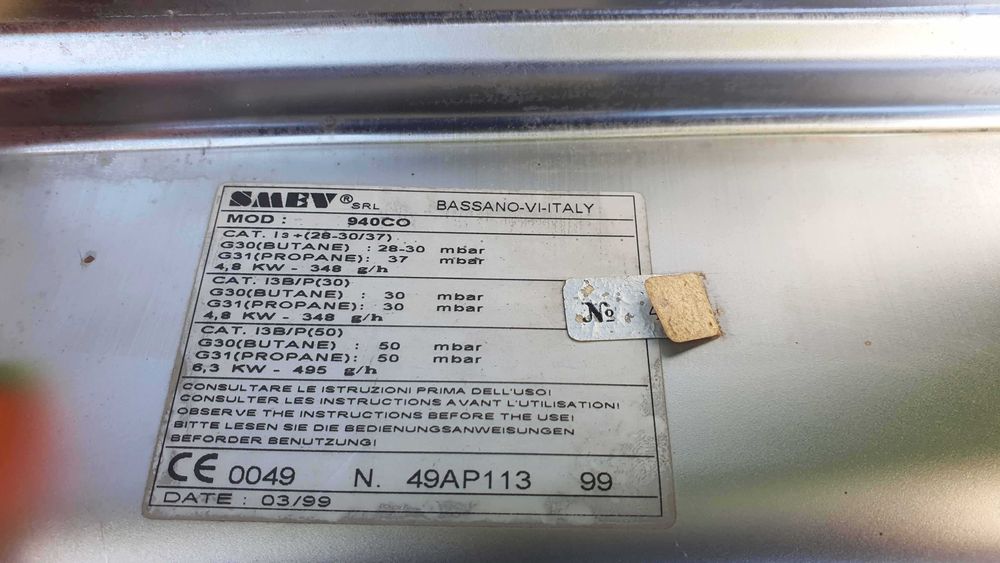 SMEV® SRL BASSANO-VI-ITALY
MOD : 940CO
CAT. I3+(28-30/37)
G30(BUTANE) : 28-30 mbar
G31(PROPANE) : 37 mbar
4,8 KW - 348 g/h
CAT. I3B/P(30)
G30(BUTANE) : 30 mbar
G31(PROPANE): 30 mbar
4,8 KW - 348 g/h
CAT. I3B/P(50)
G30(BUTANE) : 50 mbar
G31(PROPANE): 50 mbar
6,3 KW - 495 g/h
CONSULTARE LE ISTRUZIONI PRIMA DELL'USO!
CONSULTER LES INSTRUCTIONS AVANT L'UTILISATION!
OBSERVE THE INSTRUCTIONS BEFORE THE USE!
BITTE LESEN SIE DIE BEDIENUNGSANWEISUNGEN
BEFORDER BENUTZUNG!
CE 0049 N. 49AP113 99
DATE : 03/99
No